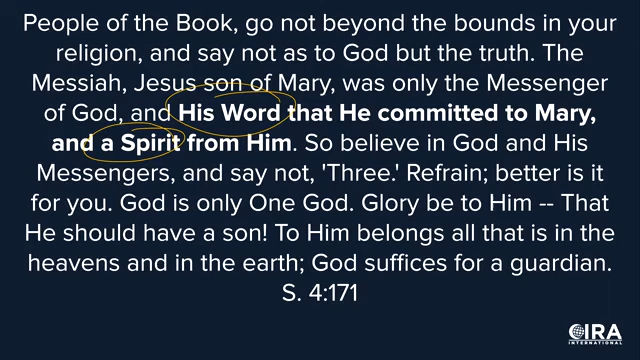 People of the Book, go not beyond the bounds in your
religion, and say not as to God but the truth. The
Messiah, Jesus son of Mary, was only the Messenger
of God, and His Word that He committed to Mary,
and a Spirit from Him. So believe in God and His
Messengers, and say not, 'Three.' Refrain; better is it
for you. God is only One God. Glory be to Him -- That
He should have a son! To Him belongs all that is in the
heavens and in the earth; God suffices for a guardian.
S. 4:171
CIRA
INTERNATIONAL